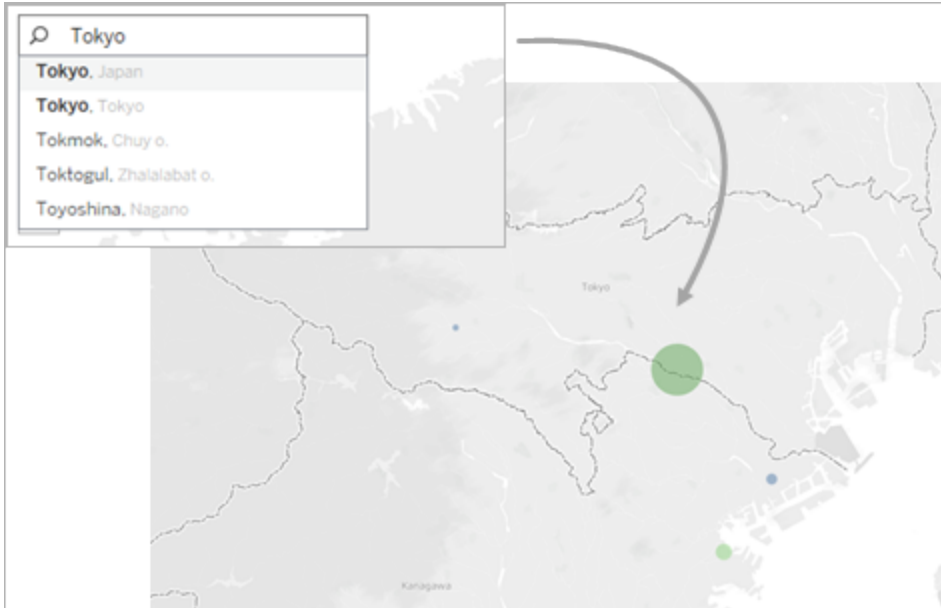 Tokyo
Tokyo, Japan
Tokyo, Tokyo
Tokmok, Chuy o.
Toktogul, Zhalalabat o.
Toyoshina, Nagano
Tokyo
Kanagawa